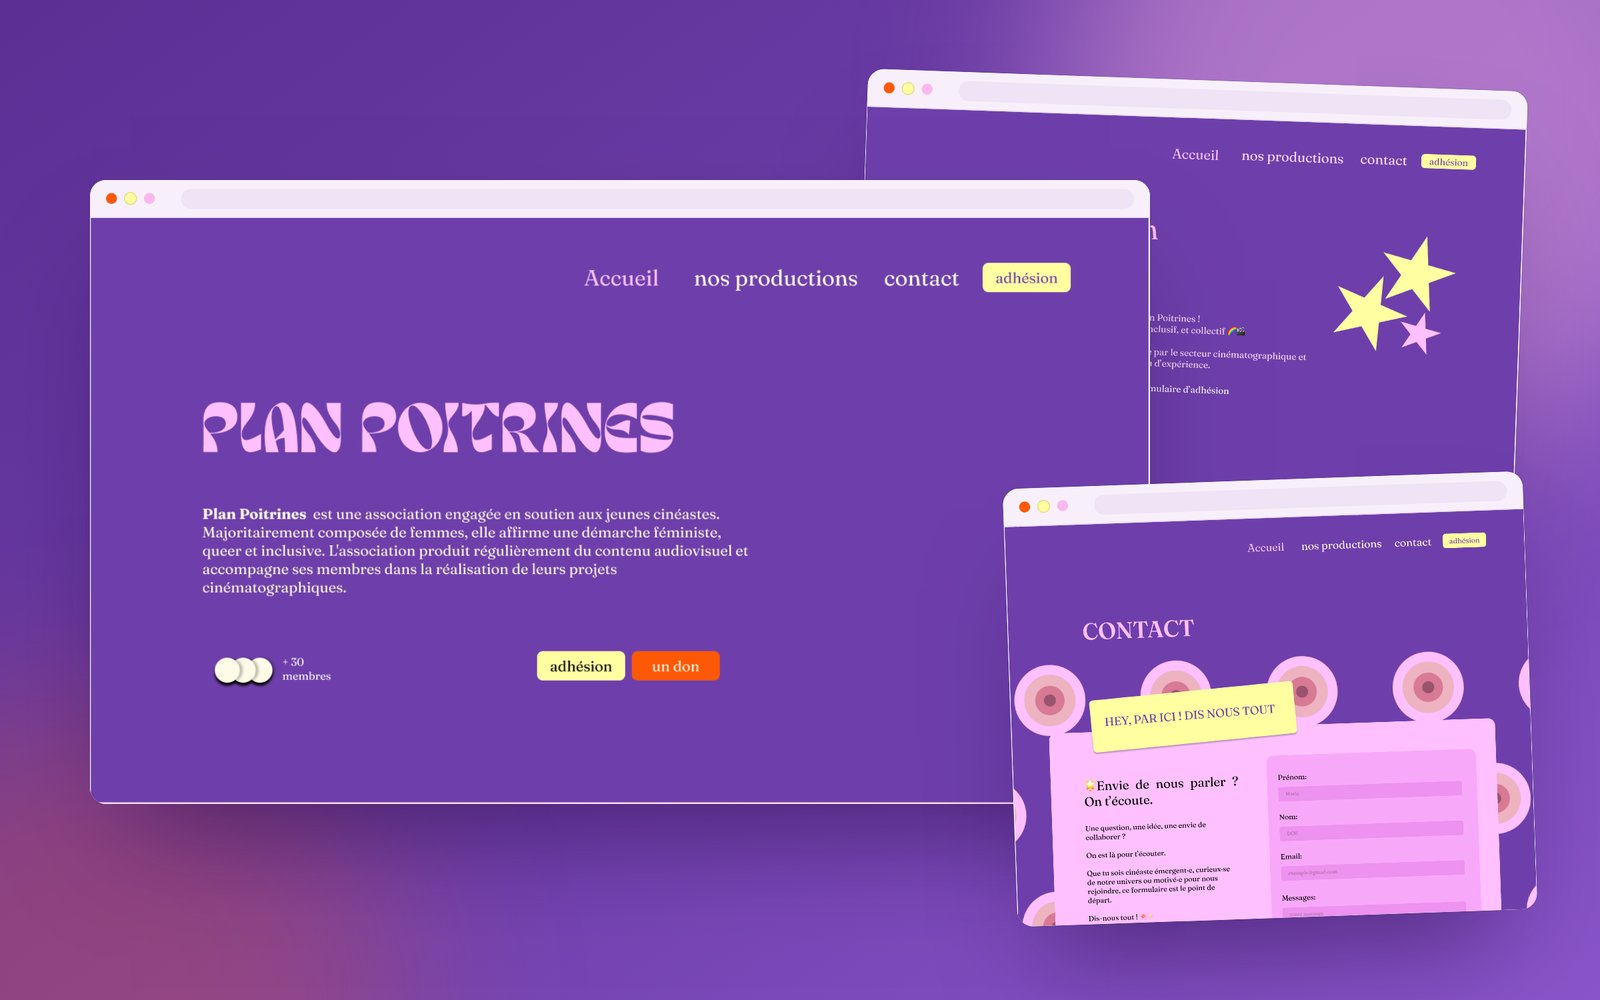 Accueil nos productions contact adhésion
PLAN POITRINES
Plan Poitrines est une association engagée en soutien aux jeunes cinéastes.
Majoritairement composée de femmes, elle affirme une démarche féministe,
queer et inclusive. L'association produit régulièrement du contenu audiovisuel et
accompagne ses membres dans la réalisation de leurs projets
cinématographiques.
+ 30
membres
adhésion un don
Accueil nos productions contact adhésion
n Poitrines !
nclusif, et collectif
par le secteur cinématographique et
d'expérience.
mulaire d'adhésion
Accueil nos productions contact adhésion
CONTACT
HEY, PAR ICI ! DIS NOUS TOUT
Envie de nous parler ?
On t'écoute.
Une question, une idée, une envie de
collaborer ?
On est là pour t'écouter.
Que tu sois cinéaste émergent·e, curieux·se
de notre univers ou motivé·e pour nous
rejoindre, ce formulaire est le point de
départ.
Dis-nous tout !
Prénom:
Marie
Nom:
DOE
Email:
exemple@gmail.com
Messages: